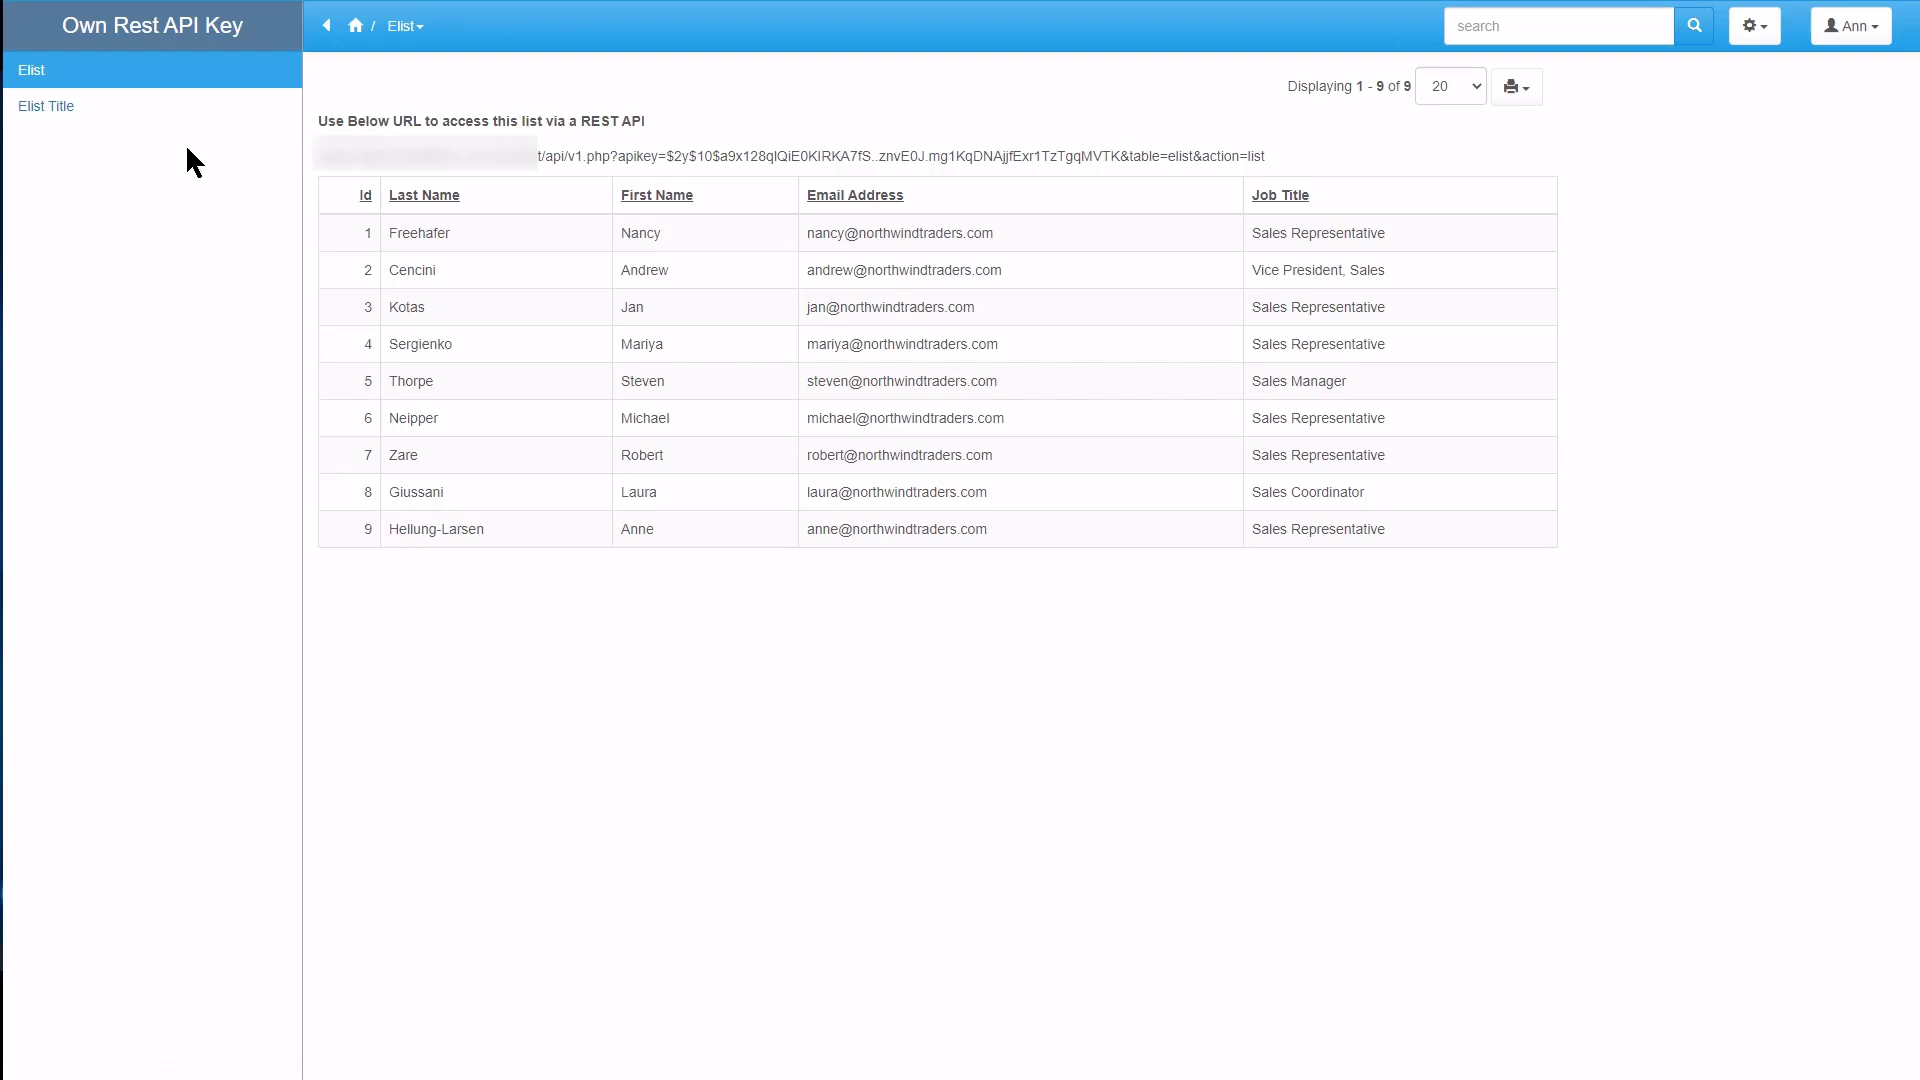 Own Rest API Key
/ Elist
search
Ann
Elist
Elist Title
Displaying 1 - 9 of 9 20
Use Below URL to access this list via a REST API
t/api/v1.php?apikey=$2y$10$a9x128qlQiE0KIRKA7fS..znvE0J.mg1KqDNAjjfExr1TzTgqMVTK&table=elist&action=list
Id Last Name First Name Email Address Job Title
1 Freehafer Nancy nancy@northwindtraders.com Sales Representative
2 Cencini Andrew andrew@northwindtraders.com Vice President, Sales
3 Kotas Jan jan@northwindtraders.com Sales Representative
4 Sergienko Mariya mariya@northwindtraders.com Sales Representative
5 Thorpe Steven steven@northwindtraders.com Sales Manager
6 Neipper Michael michael@northwindtraders.com Sales Representative
7 Zare Robert robert@northwindtraders.com Sales Representative
8 Giussani Laura laura@northwindtraders.com Sales Coordinator
9 Hellung-Larsen Anne anne@northwindtraders.com Sales Representative